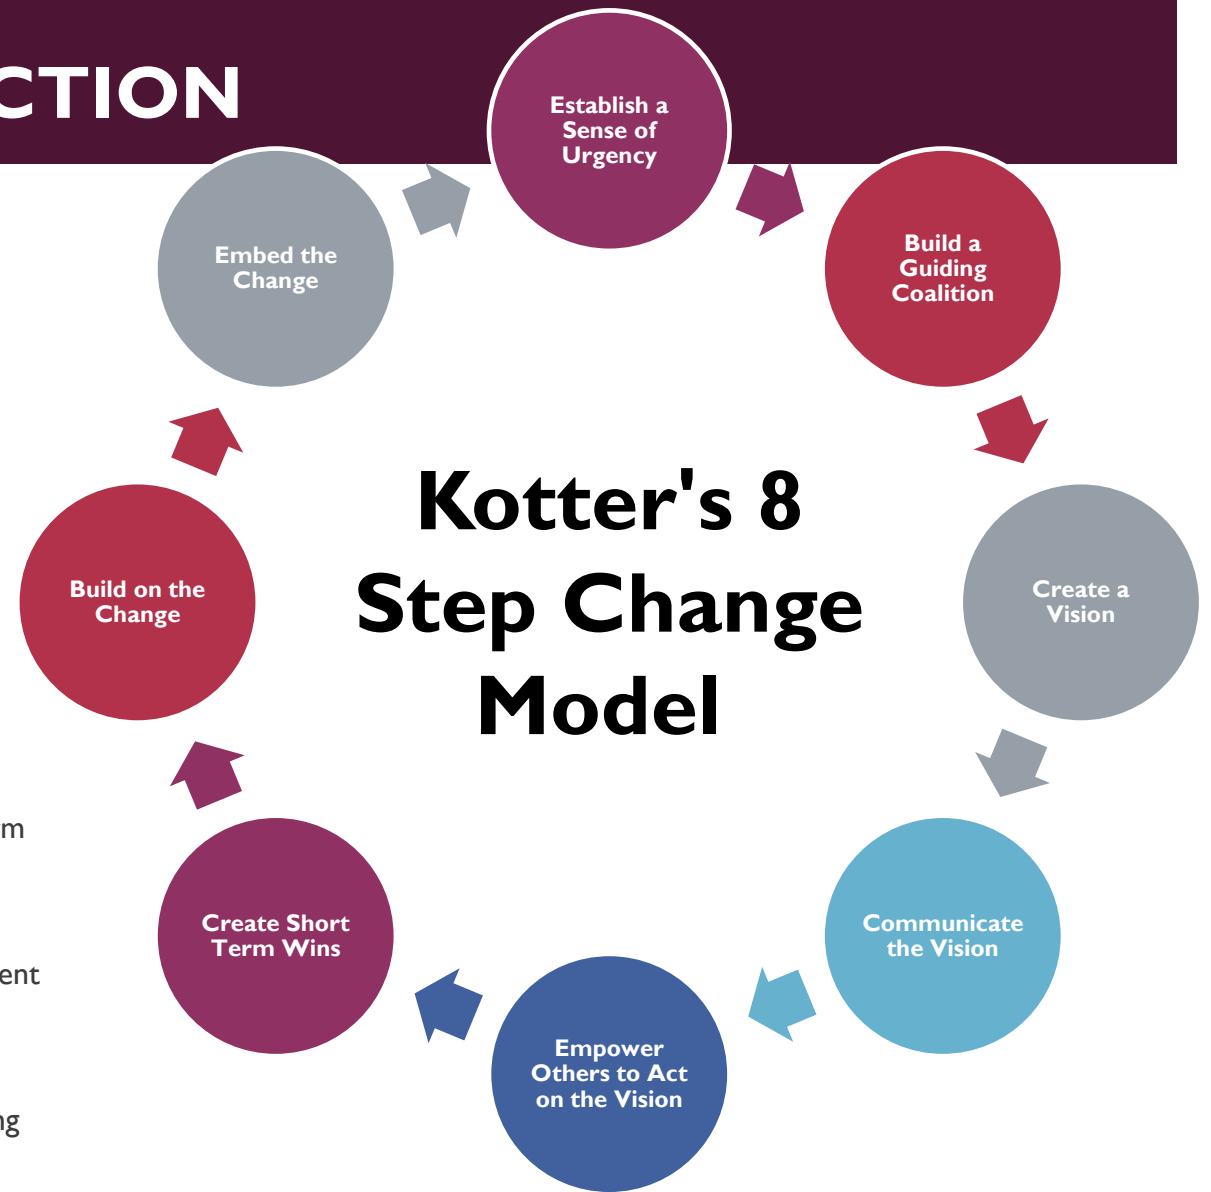 CTION
Establish a
Sense of
Urgency
Build a
Guiding
Coalition
Create a
Vision
Communicate
the Vision
Empower
Others to Act
on the Vision
Create Short
Term Wins
Build on the
Change
Embed the
Change
Kotter's 8
Step Change
Model
rm
ent
ng